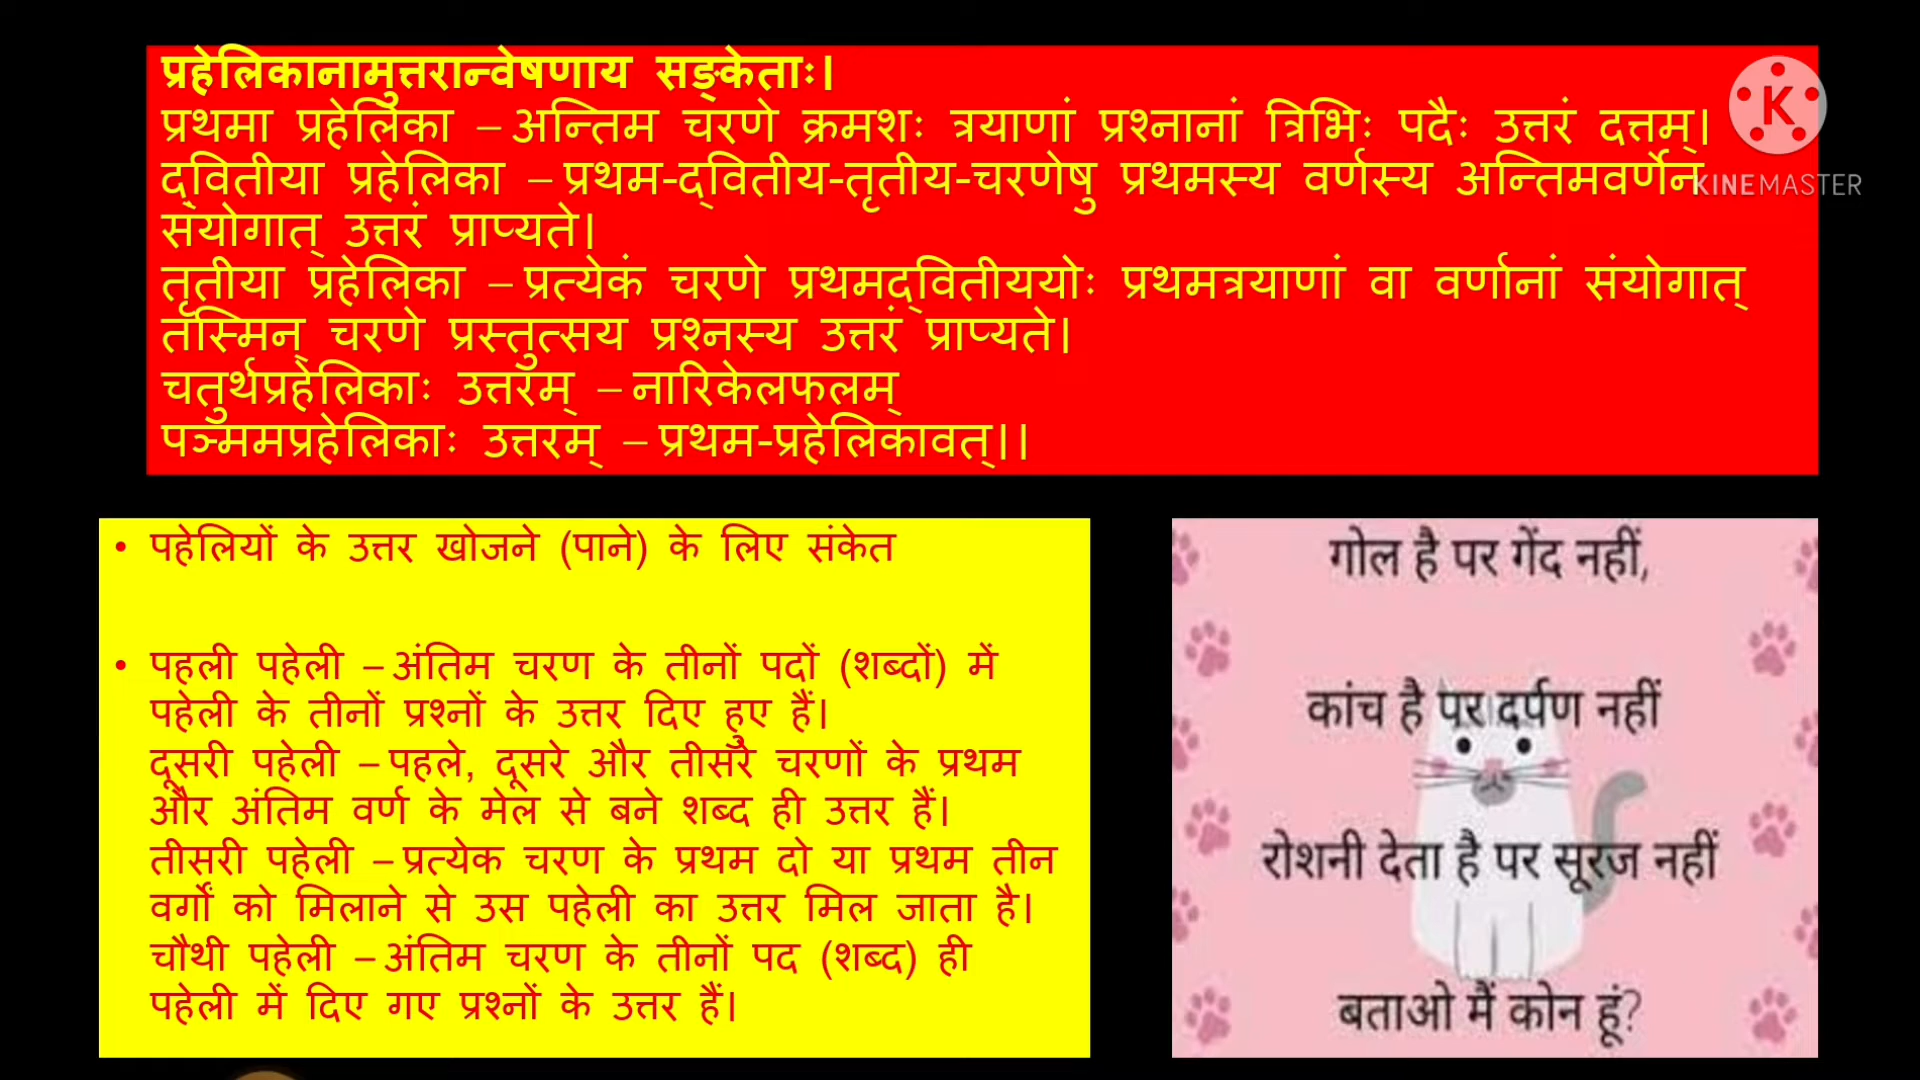 प्रहेलिकानामुत्तरान्वेषणाय सङ्केताः।
प्रथमा प्रहेलिका – अन्तिम चरणे क्रमशः त्रयाणां प्रश्नानां त्रिभिः पदैः उत्तरं दत्तम्।
द्वितीया प्रहेलिका – प्रथम-द्वितीय-तृतीय-चरणेषु प्रथमस्य वर्णस्य अन्तिमवर्णेन
संयोगात् उत्तरं प्राप्यते।
तृतीया प्रहेलिका – प्रत्येकं चरणे प्रथमद्वितीययोः प्रथमत्रयाणां वा वर्णानां संयोगात्
तस्मिन् चरणे प्रस्तुत्सय प्रश्नस्य उत्तरं प्राप्यते।
चतुर्थप्रहेलिकाः उत्तरम् – नारिकेलफलम्
पञ्ममप्रहेलिकाः उत्तरम् – प्रथम-प्रहेलिकावत्।।
K
KINEMASTER
• पहेलियों के उत्तर खोजने (पाने) के लिए संकेत
• पहली पहेली – अंतिम चरण के तीनों पदों (शब्दों) में
पहेली के तीनों प्रश्नों के उत्तर दिए हुए हैं।
दूसरी पहेली – पहले, दूसरे और तीसरे चरणों के प्रथम
और अंतिम वर्ण के मेल से बने शब्द ही उत्तर हैं।
तीसरी पहेली – प्रत्येक चरण के प्रथम दो या प्रथम तीन
वर्गों को मिलाने से उस पहेली का उत्तर मिल जाता है।
चौथी पहेली – अंतिम चरण के तीनों पद (शब्द) ही
पहेली में दिए गए प्रश्नों के उत्तर हैं।
गोल है पर गेंद नहीं,
कांच है पर दर्पण नहीं
रोशनी देता है पर सूरज नहीं
बताओ मैं कोन हूं?